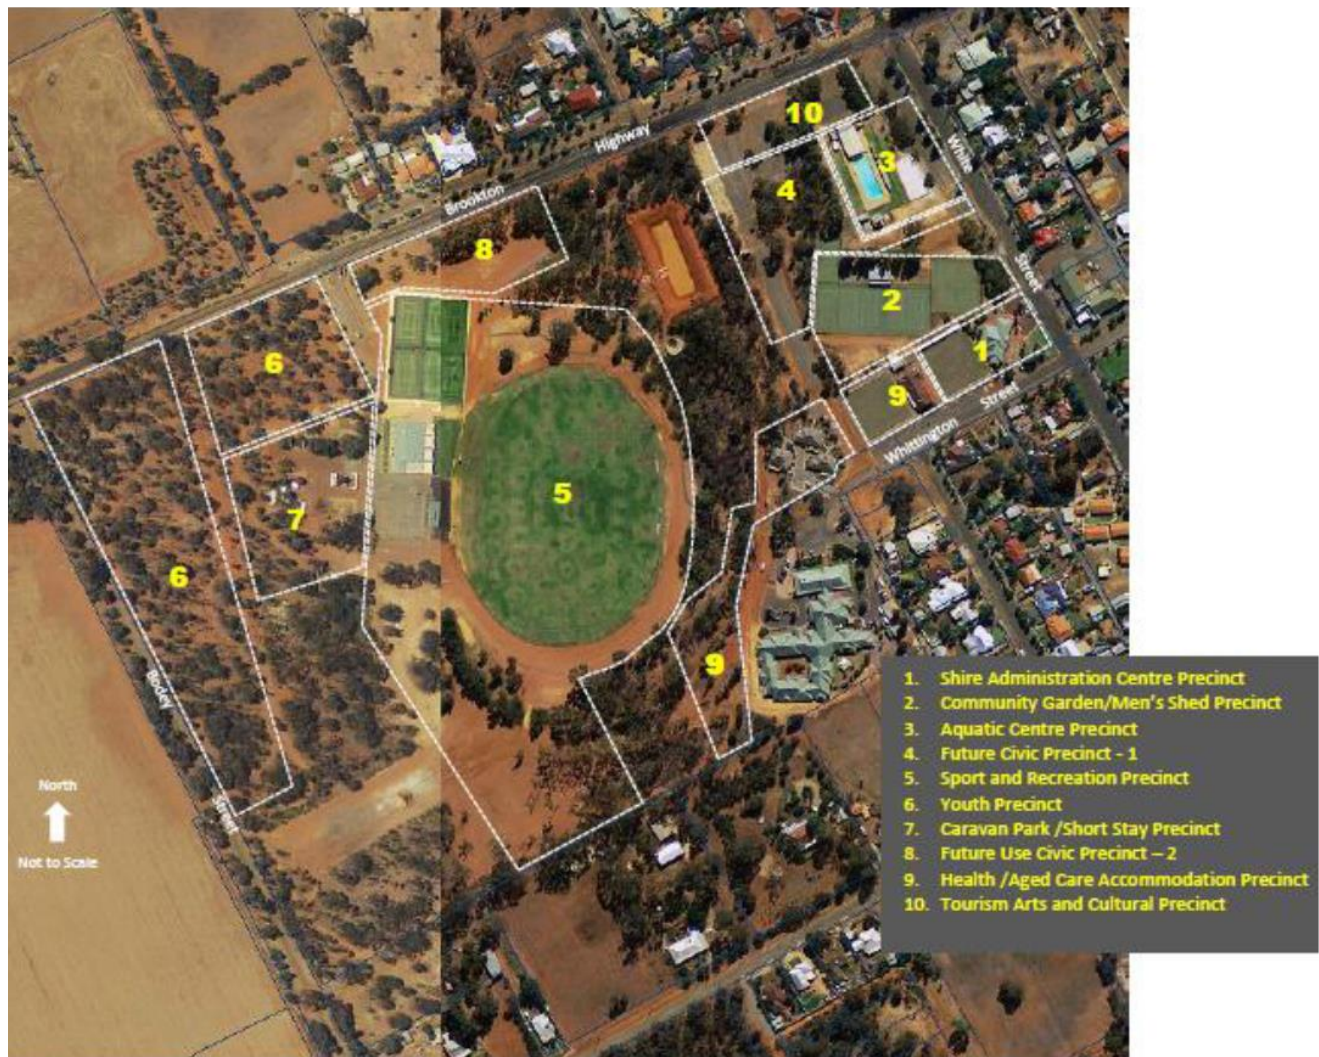 10
Highway
3
White
4
Brookton
8
Street
2
6
1
9
Street
Whittington
5
7
6
9
Bodey
Street
North
Not to Scale
1. Shire Administration Centre Precinct
2. Community Garden/Men's Shed Precinct
3. Aquatic Centre Precinct
4. Future Civic Precinct - 1
5. Sport and Recreation Precinct
6. Youth Precinct
7. Caravan Park /Short Stay Precinct
8. Future Use Civic Precinct – 2
9. Health /Aged Care Accommodation Precinct
10. Tourism Arts and Cultural Precinct